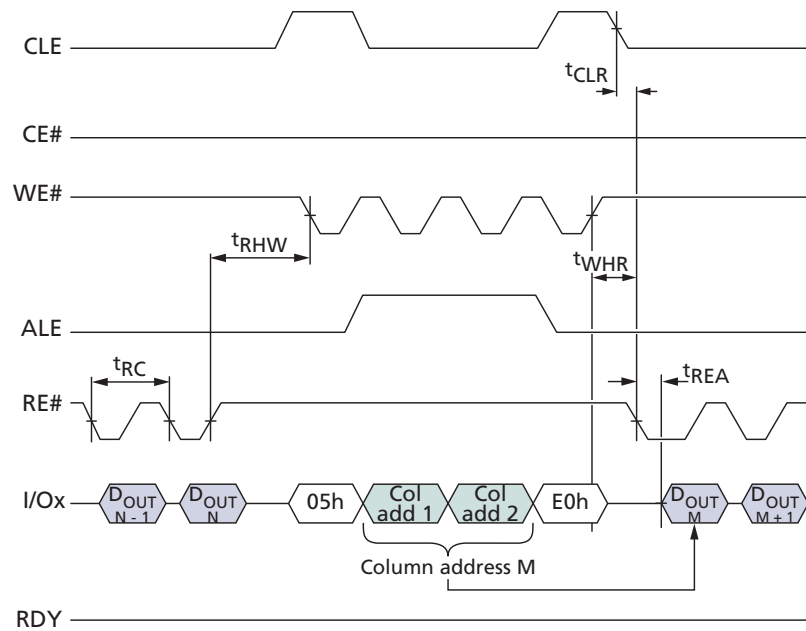 CLE
tCLR
CE#
WE#
tRHW
tWHR
ALE
tRC
tREA
RE#
I/Ox
DOUT
N - 1
DOUT
N
05h
Col
add 1
Col
add 2
E0h
DOUT
M
DOUT
M + 1
Column address M
RDY